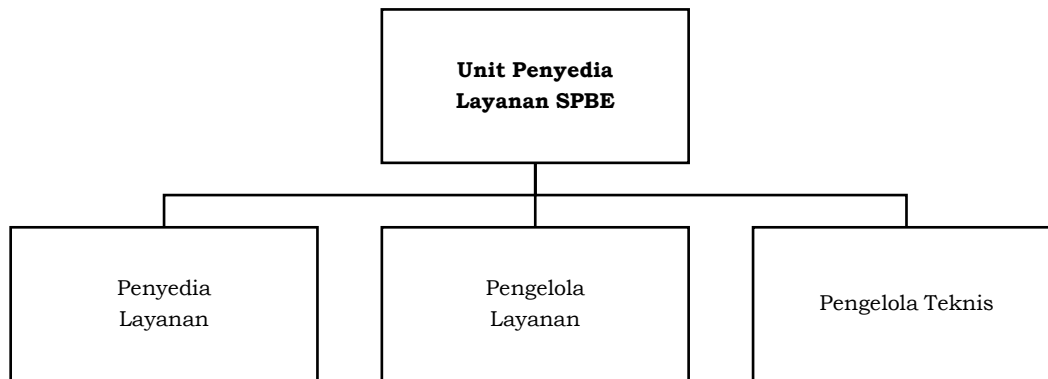 Unit Penyedia
Layanan SPBE
Penyedia
Layanan
Pengelola
Layanan
Pengelola Teknis